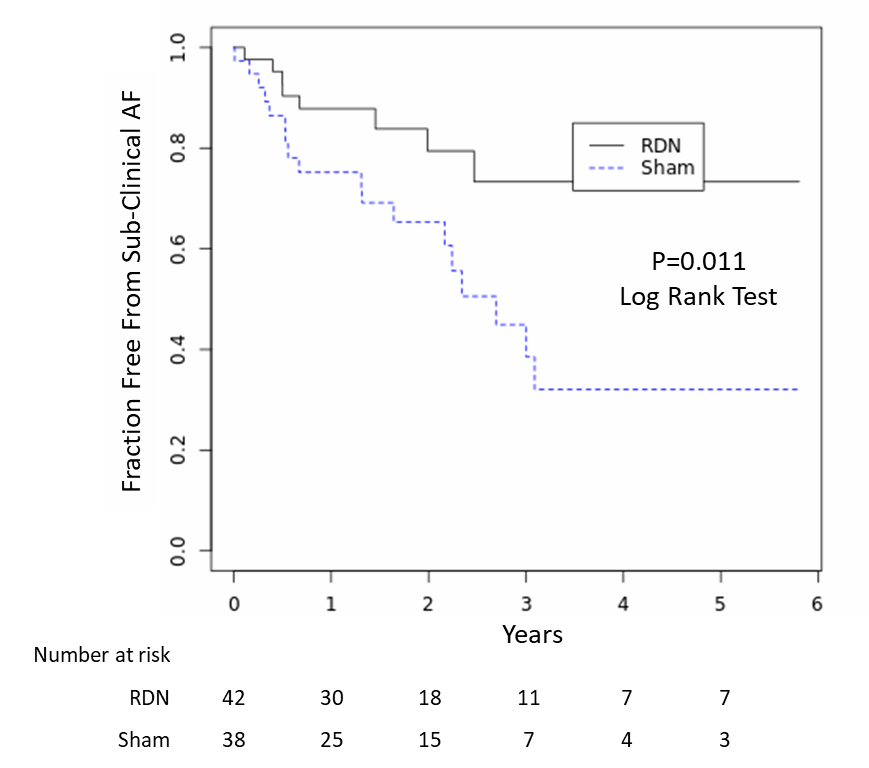 Fraction Free From Sub-Clinical AF
1.0
0.8
0.6
0.4
0.2
0.0
RDN
Sham
P=0.011
Log Rank Test
0 1 2 3 4 5 6
Years
Number at risk
RDN 42 30 18 11 7 7
Sham 38 25 15 7 4 3